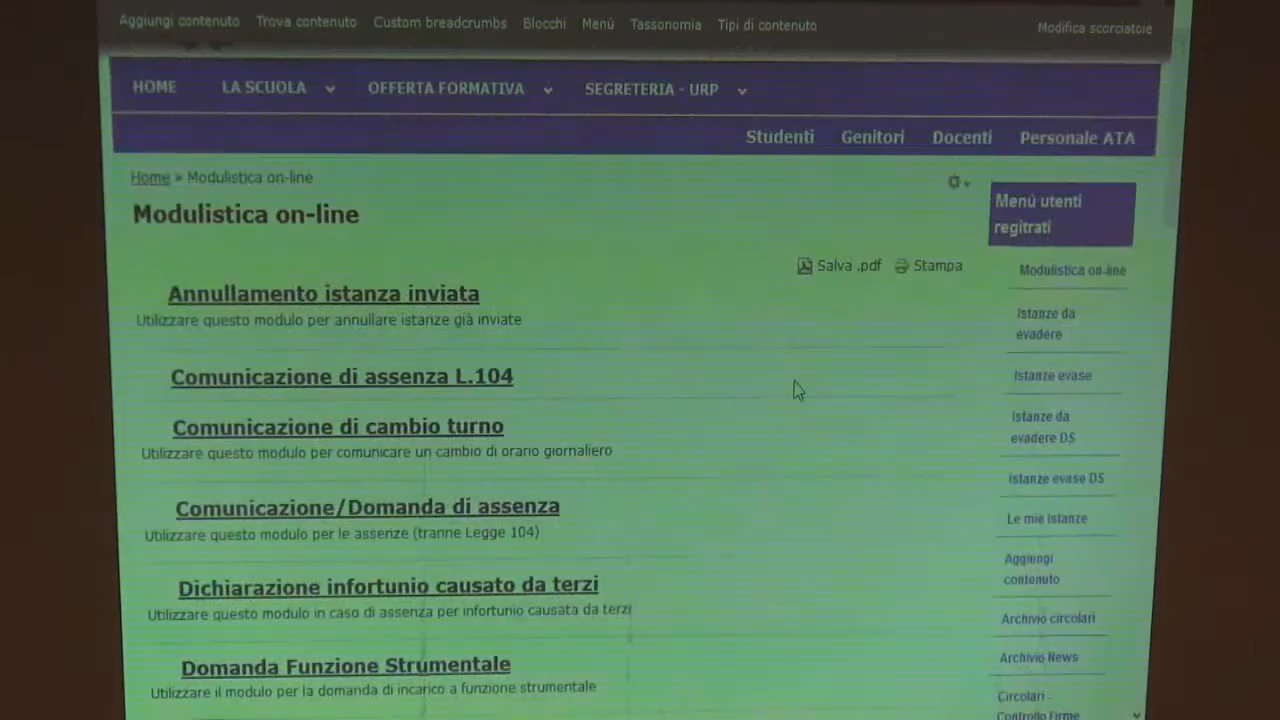 Aggiungi contenuto Trova contenuto Custom breadcrumbs Blocchi Menù Tassonomia Tipi di contenuto Modifica scorciatoie
HOME LA SCUOLA OFFERTA FORMATIVA SEGRETERIA - URP
Studenti Genitori Docenti Personale ATA
Home » Modulistica on-line
Modulistica on-line
Salva .pdf Stampa
Annullamento istanza inviata
Utilizzare questo modulo per annullare istanze già inviate
Comunicazione di assenza L.104
Comunicazione di cambio turno
Utilizzare questo modulo per comunicare un cambio di orario giornaliero
Comunicazione/Domanda di assenza
Utilizzare questo modulo per le assenze (tranne Legge 104)
Dichiarazione infortunio causato da terzi
Utilizzare questo modulo in caso di assenza per infortunio causata da terzi
Domanda Funzione Strumentale
Utilizzare il modulo per la domanda di incarico a funzione strumentale
Menù utenti
regitrati
Modulistica on-line
Istanze da
evadere
Istanze evase
Istanze da
evadere DS
Istanze evase DS
Le mie istanze
Aggiungi
contenuto
Archivio circolari
Archivio News
Circolari -
Controllo Firme